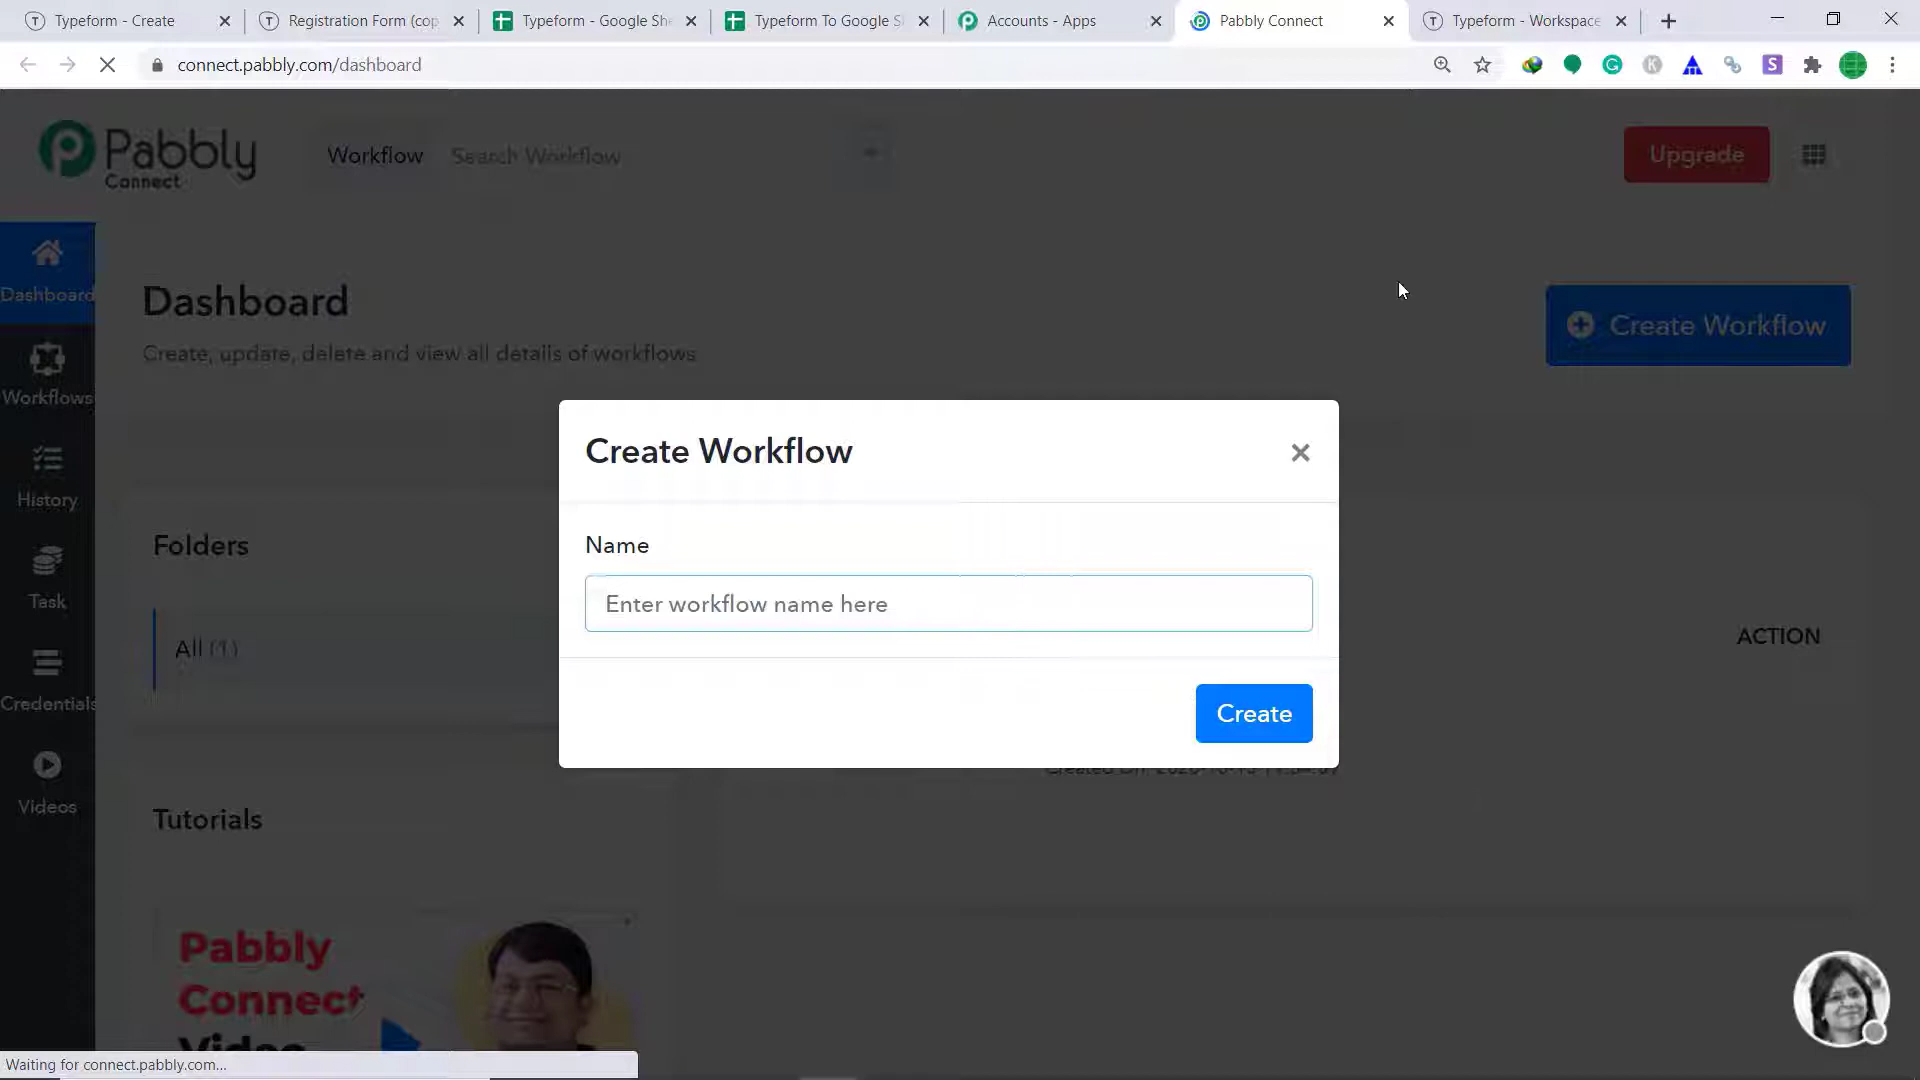 Typeform - Create
Registration Form (cop
Typeform - Google She
Typeform To Google S
Accounts - Apps
Pabbly Connect
Typeform - Workspace
connect.pabbly.com/dashboard
Pabbly
Connect
Workflow
Search Workflow
Upgrade
Dashboard
Workflows
History
Task
Credentials
Videos
Dashboard
Create, update, delete and view all details of workflows
Create Workflow
Create Workflow
Name
Enter workflow name here
Create
Folders
All (1)
ACTION
Tutorials
Pabbly
Connect
Video
Waiting for connect.pabbly.com...